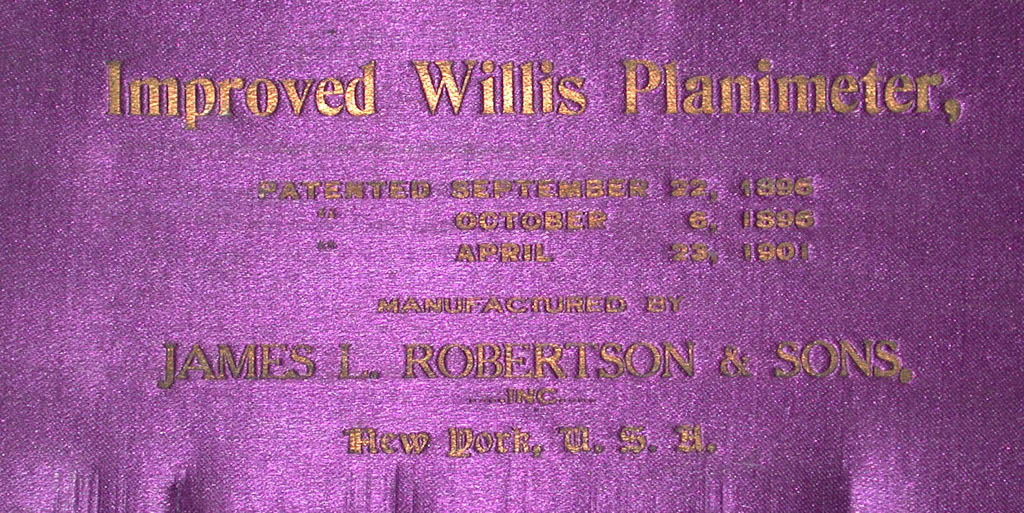 Improved Willis Planimeter,
PATENTED SEPTEMBER 22, 1896
" OCTOBER 6, 1896
" APRIL 23, 1901
MANUFACTURED BY
JAMES L. ROBERTSON & SONS,
.....INC.....
New York, U. S. A.